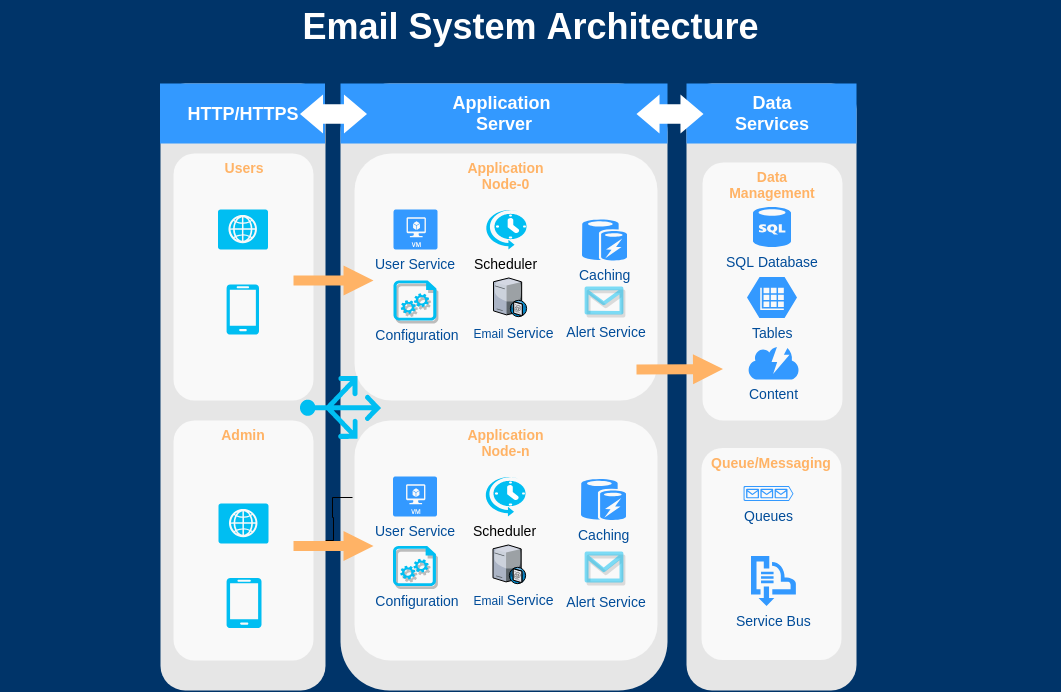 Email System Architecture
HTTP/HTTPS
Application
Server
Data
Services
Users
Application
Node-0
VM
User Service
Scheduler
Caching
Configuration
Email Service
Alert Service
Data
Management
SQL
SQL Database
Tables
Content
Admin
Application
Node-n
VM
User Service
Scheduler
Caching
Configuration
Email Service
Alert Service
Queue/Messaging
Queues
Service Bus